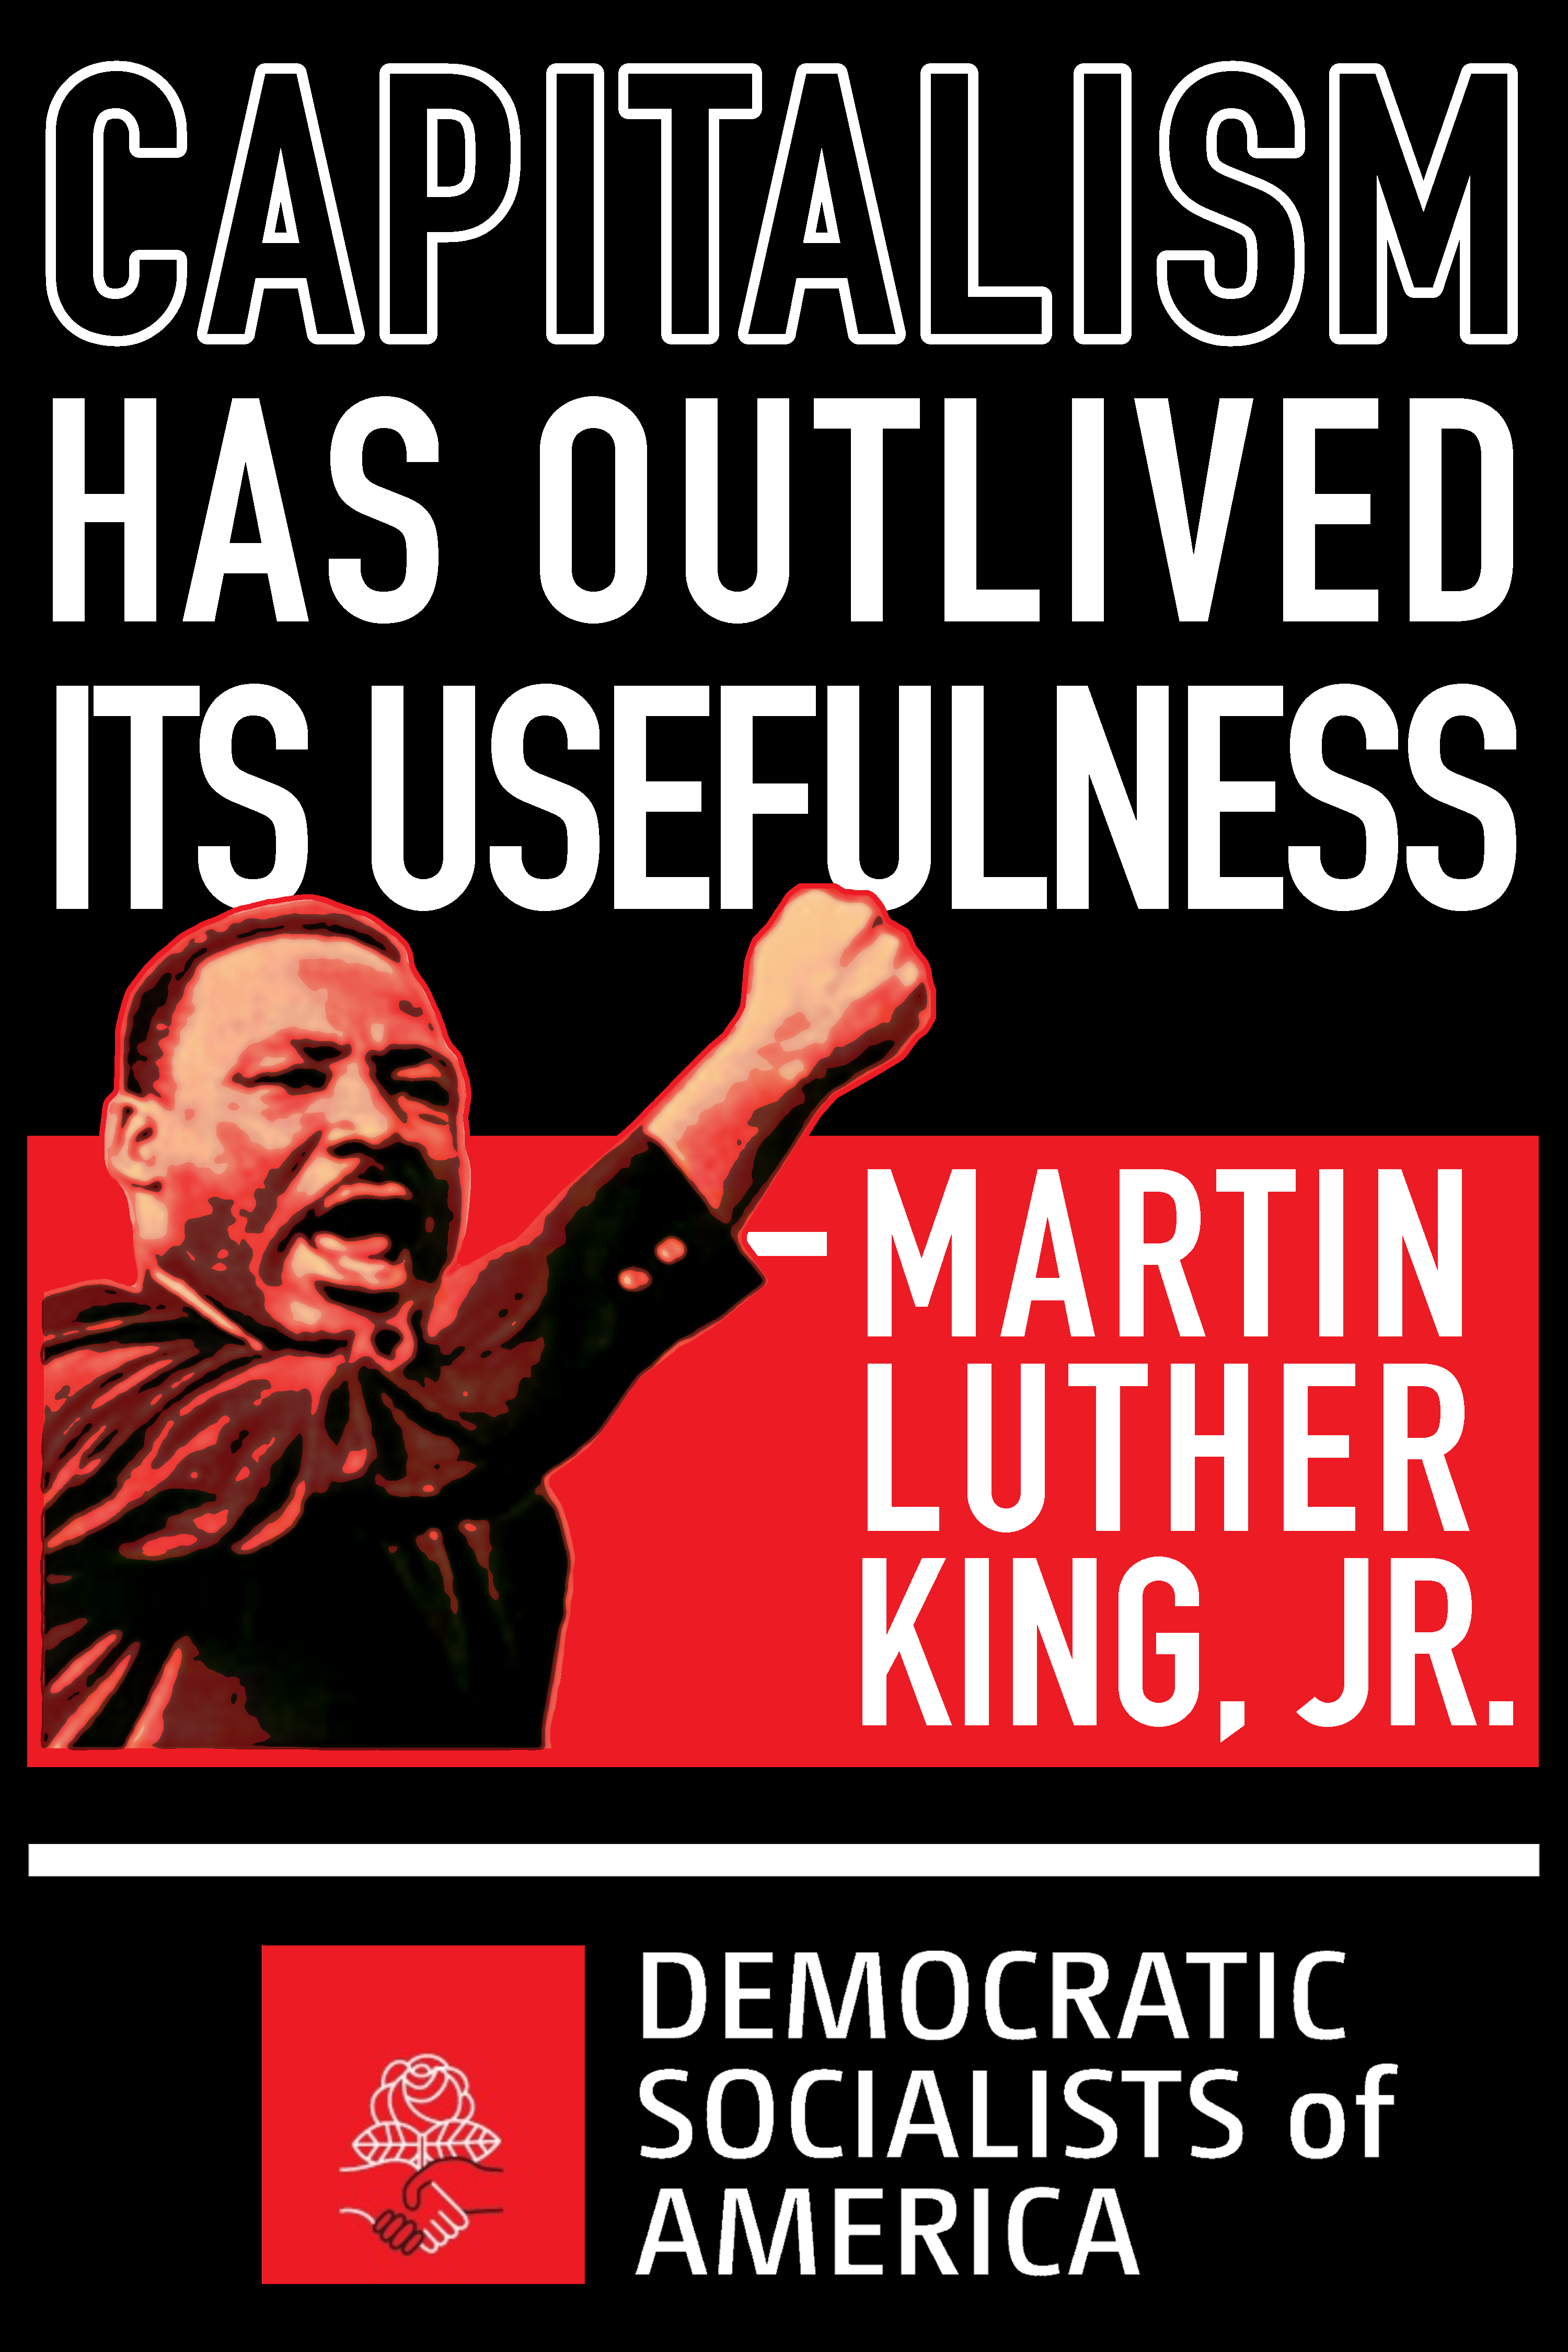 CAPITALISM
HAS OUTLIVED
ITS USEFULNESS
–MARTIN
LUTHER
KING, JR.
DEMOCRATIC
SOCIALISTS of
AMERICA